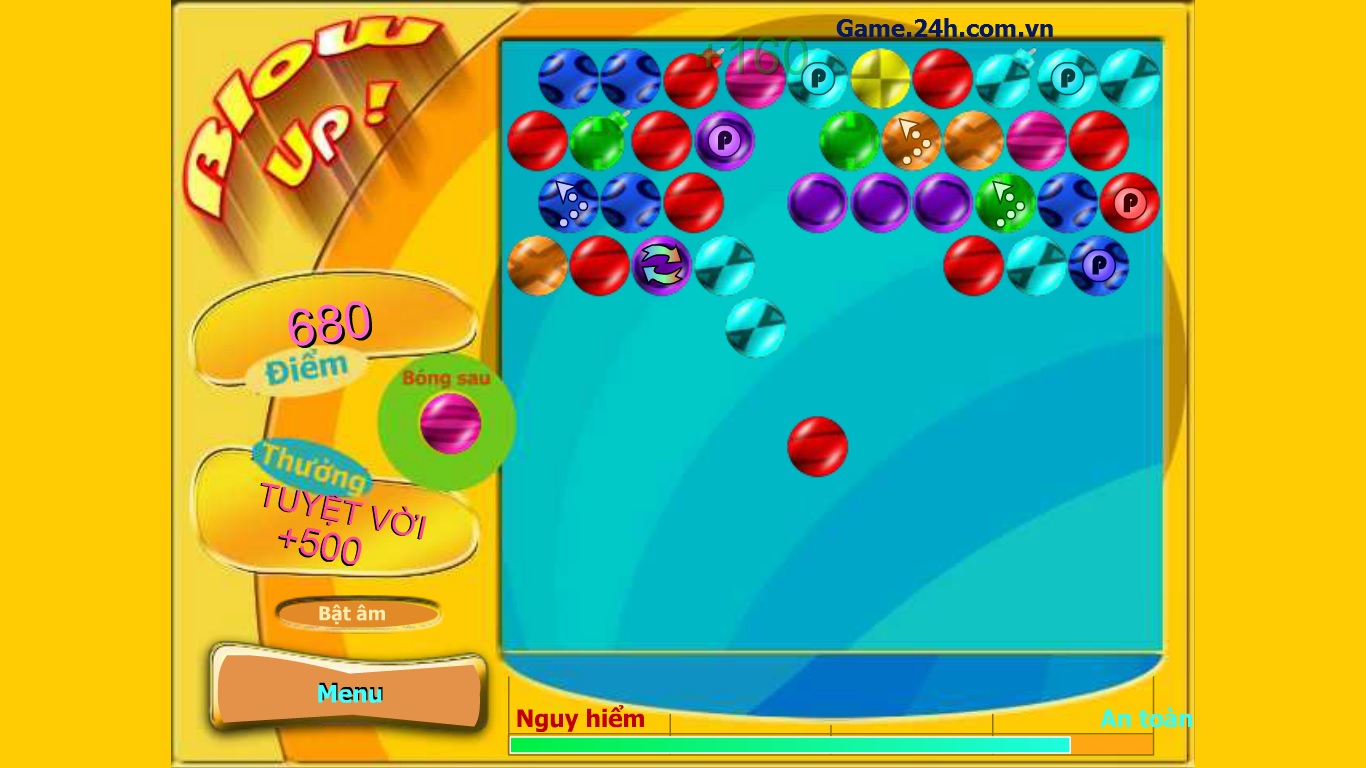 Blow
Up!
Game.24h.com.vn
+160
P
P
P
P
P
680
Điểm
Bóng sau
Thưởng
TUYỆT VỜI
+500
Bật âm
Menu
Nguy hiểm
An toàn